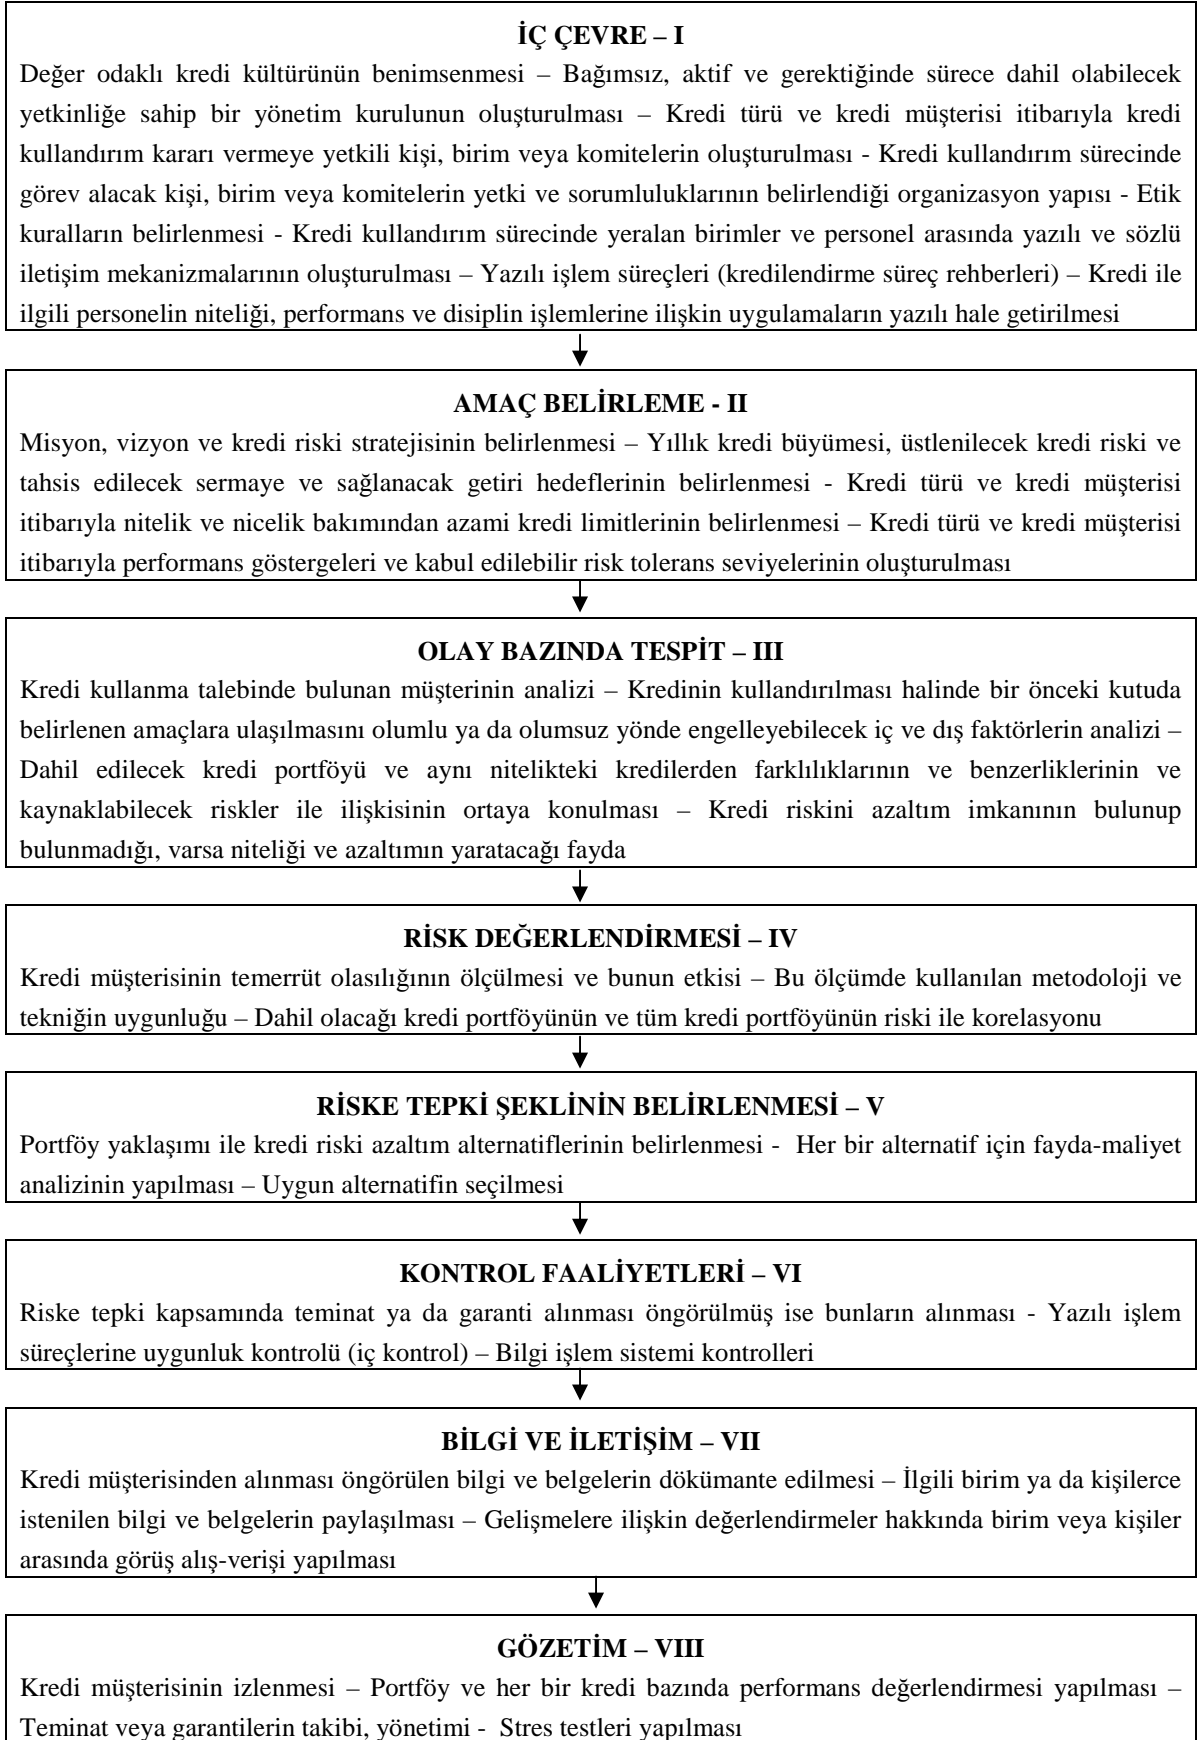 İÇ ÇEVRE – I
Değer odaklı kredi kültürünün benimsenmesi – Bağımsız, aktif ve gerektiğinde sürece dahil olabilecek
yetkinliğe sahip bir yönetim kurulunun oluşturulması – Kredi türü ve kredi müşterisi itibarıyla kredi
kullandırım kararı vermeye yetkili kişi, birim veya komitelerin oluşturulması - Kredi kullandırım sürecinde
görev alacak kişi, birim veya komitelerin yetki ve sorumluluklarının belirlendiği organizasyon yapısı - Etik
kuralların belirlenmesi - Kredi kullandırım sürecinde yeralan birimler ve personel arasında yazılı ve sözlü
iletişim mekanizmalarının oluşturulması – Yazılı işlem süreçleri (kredilendirme süreç rehberleri) – Kredi ile
ilgili personelin niteliği, performans ve disiplin işlemlerine ilişkin uygulamaların yazılı hale getirilmesi
AMAÇ BELİRLEME - II
Misyon, vizyon ve kredi riski stratejisinin belirlenmesi – Yıllık kredi büyümesi, üstlenilecek kredi riski ve
tahsis edilecek sermaye ve sağlanacak getiri hedeflerinin belirlenmesi - Kredi türü ve kredi müşterisi
itibarıyla nitelik ve nicelik bakımından azami kredi limitlerinin belirlenmesi – Kredi türü ve kredi müşterisi
itibarıyla performans göstergeleri ve kabul edilebilir risk tolerans seviyelerinin oluşturulması
OLAY BAZINDA TESPİT – III
Kredi kullanma talebinde bulunan müşterinin analizi – Kredinin kullandırılması halinde bir önceki kutuda
belirlenen amaçlara ulaşılmasını olumlu ya da olumsuz yönde engelleyebilecek iç ve dış faktörlerin analizi –
Dahil edilecek kredi portföyü ve aynı nitelikteki kredilerden farklılıklarının ve benzerliklerinin ve
kaynaklabilecek riskler ile ilişkisinin ortaya konulması – Kredi riskini azaltım imkanının bulunup
bulunmadığı, varsa niteliği ve azaltımın yaratacağı fayda
RİSK DEĞERLENDİRMESİ – IV
Kredi müşterisinin temerrüt olasılığının ölçülmesi ve bunun etkisi – Bu ölçümde kullanılan metodoloji ve
tekniğin uygunluğu – Dahil olacağı kredi portföyünün ve tüm kredi portföyünün riski ile korelasyonu
RİSKE TEPKİ ŞEKLİNİN BELİRLENMESİ – V
Portföy yaklaşımı ile kredi riski azaltım alternatiflerinin belirlenmesi - Her bir alternatif için fayda-maliyet
analizinin yapılması – Uygun alternatifin seçilmesi
KONTROL FAALİYETLERİ – VI
Riske tepki kapsamında teminat ya da garanti alınması öngörülmüş ise bunların alınması - Yazılı işlem
süreçlerine uygunluk kontrolü (iç kontrol) – Bilgi işlem sistemi kontrolleri
BİLGİ VE İLETİŞİM – VII
Kredi müşterisinden alınması öngörülen bilgi ve belgelerin dökümante edilmesi – İlgili birim ya da kişilerce
istenilen bilgi ve belgelerin paylaşılması – Gelişmelere ilişkin değerlendirmeler hakkında birim veya kişiler
arasında görüş alış-verişi yapılması
GÖZETİM – VIII
Kredi müşterisinin izlenmesi – Portföy ve her bir kredi bazında performans değerlendirmesi yapılması –
Teminat veya garantilerin takibi, yönetimi - Stres testleri yapılması